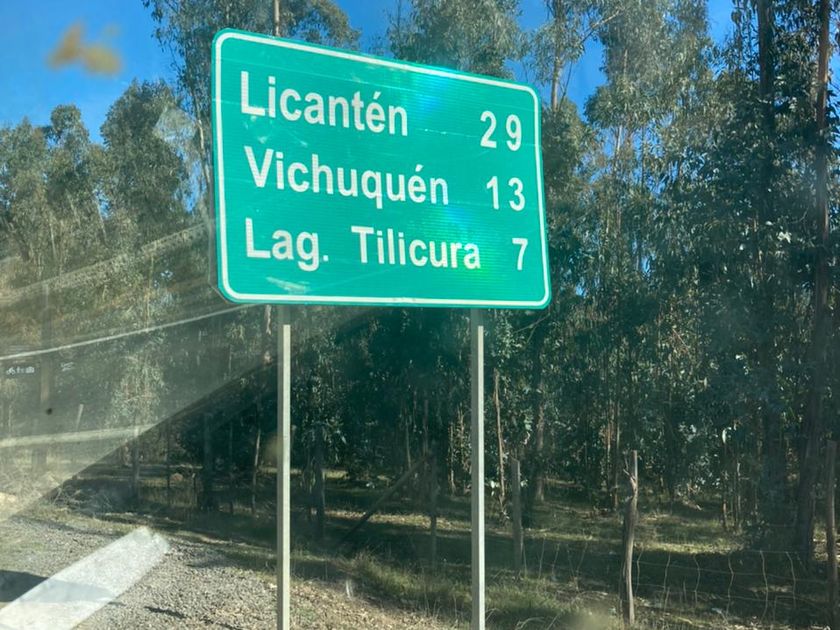 Licantén 29
Vichuquén 13
Lag. Tilicura 7